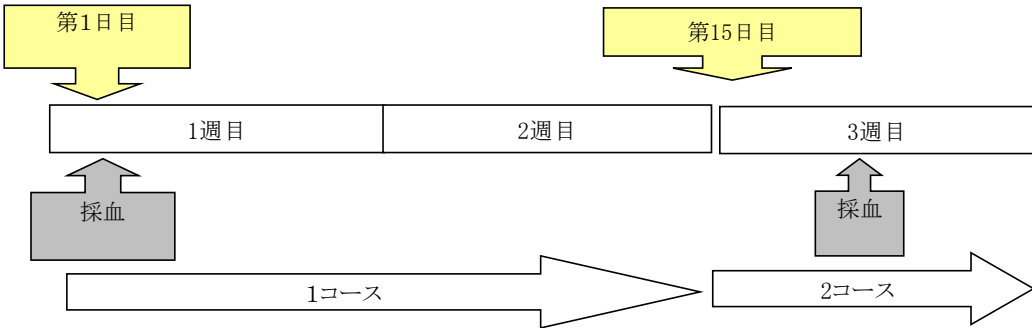 第1日目
第15日目
1週目
2週目
3週目
採血
採血
1コース
2コース